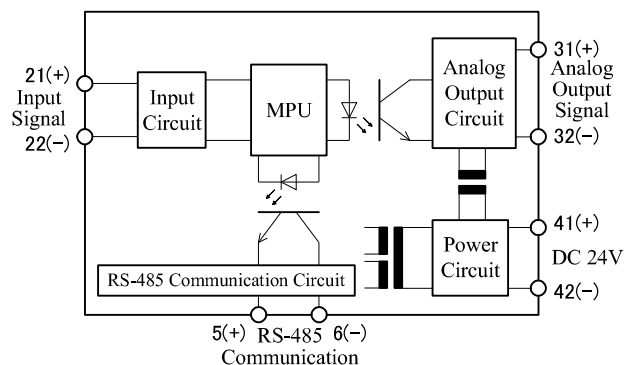 21(+)
Input
Signal
22(-)
Input
Circuit
MPU
Analog
Output
Circuit
31(+)
Analog
Output
Signal
32(-)
RS-485 Communication Circuit
Power
Circuit
41(+)
DC 24V
42(-)
5(+) RS-485 6(-)
Communication